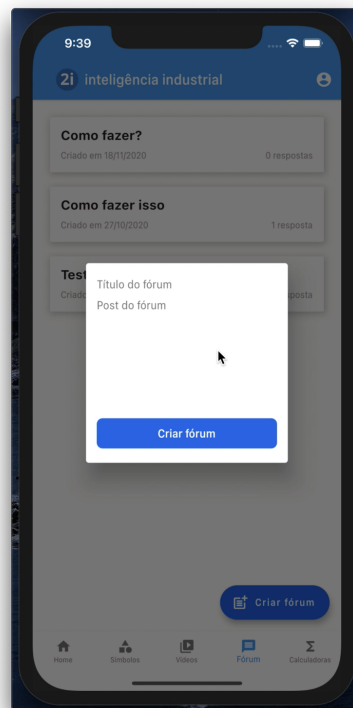 9:39
2i inteligência industrial
Como fazer?
Criado em 18/11/2020 0 respostas
Como fazer isso
Criado em 27/10/2020 1 resposta
Título do fórum
Post do fórum
Criar fórum
Criar fórum
Home Símbolos Vídeos Fórum Calculadoras